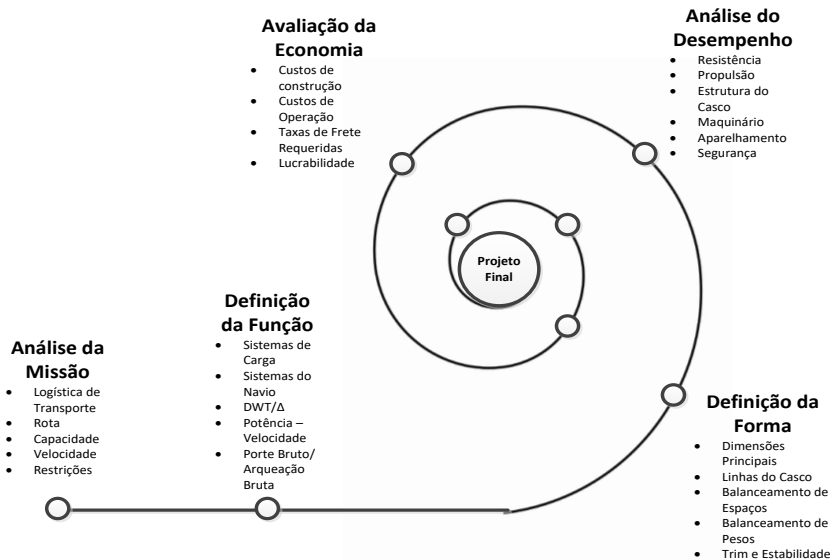 Avaliação da
Economia
• Custos de
construção
• Custos de
Operação
• Taxas de Frete
Requeridas
• Lucrabilidade
Análise do
Desempenho
• Resistência
• Propulsão
• Estrutura do
Casco
• Maquinário
• Aparelhamento
• Segurança
Projeto
Final
Definição
da Função
• Sistemas de
Carga
• Sistemas do
Navio
• DWT/Δ
• Potência –
Velocidade
• Porte Bruto/
Arqueação
Bruta
Análise da
Missão
• Logística de
Transporte
• Rota
• Capacidade
• Velocidade
• Restrições
Definição da
Forma
• Dimensões
Principais
• Linhas do Casco
• Balanceamento de
Espaços
• Balanceamento de
Pesos
• Trim e Estabilidade